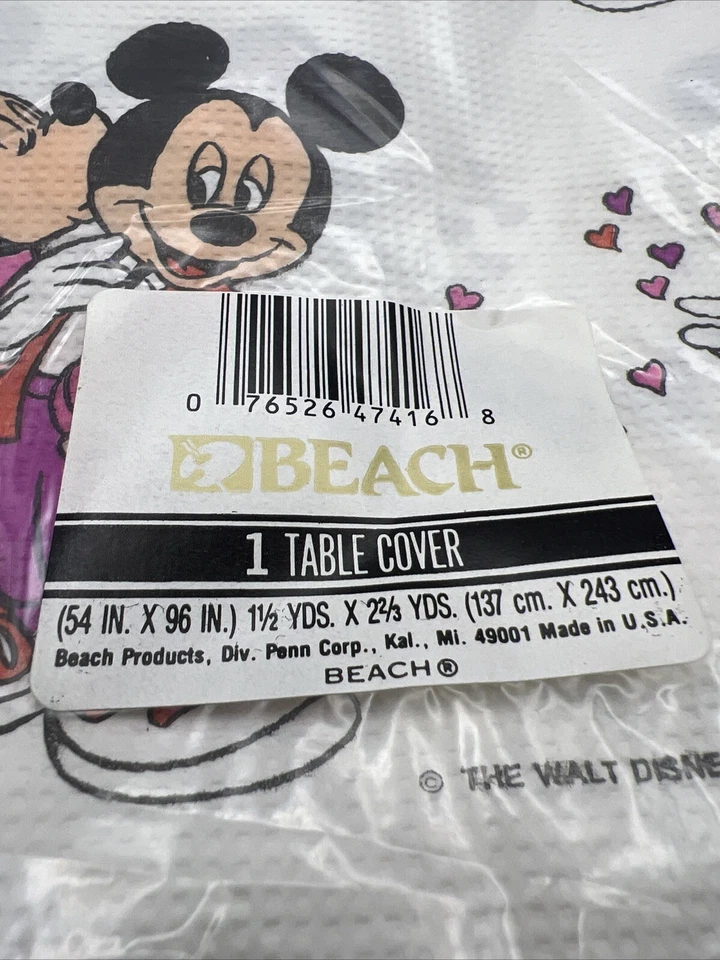 0 76526 47416 8
BEACH®
1 TABLE COVER
(54 IN. X 96 IN.) 1½ YDS. X 2⅔ YDS. (137 cm. X 243 cm.)
Beach Products, Div. Penn Corp., Kal., Mi. 49001 Made in U.S.A.
BEACH®
© THE WALT DISNE